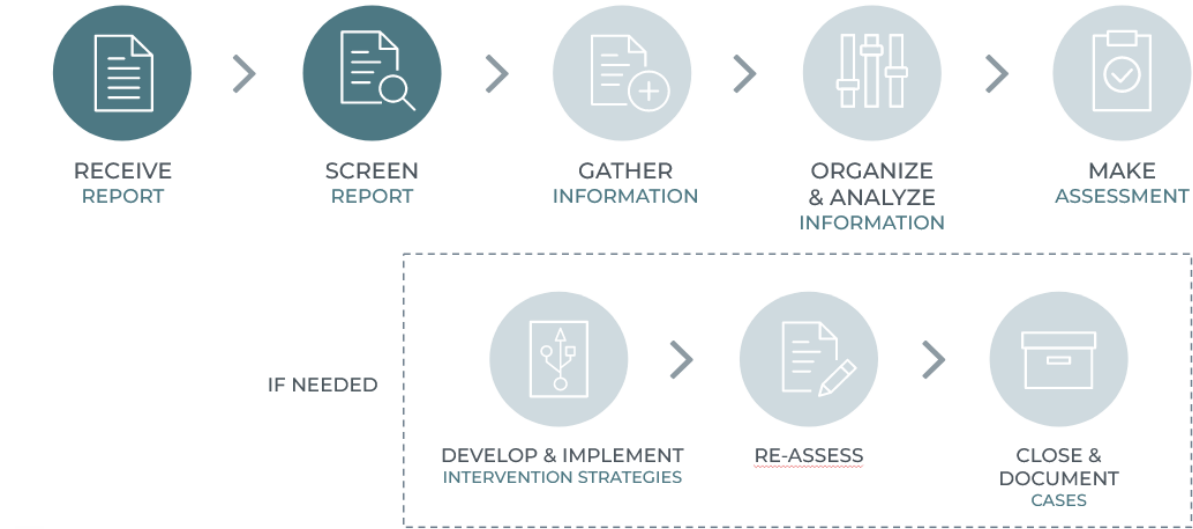 RECEIVE
REPORT
SCREEN
REPORT
GATHER
INFORMATION
ORGANIZE
& ANALYZE
INFORMATION
MAKE
ASSESSMENT
IF NEEDED
DEVELOP & IMPLEMENT
INTERVENTION STRATEGIES
RE-ASSESS
CLOSE &
DOCUMENT
CASES